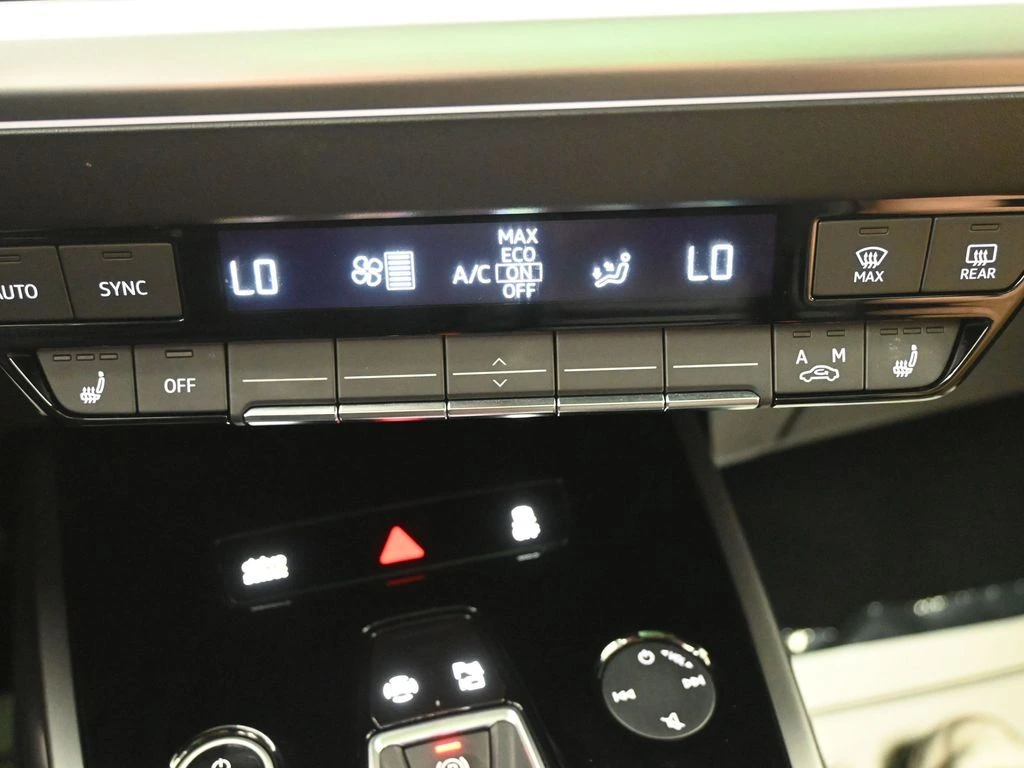 AUTO
SYNC
LO
A/C
MAX
ECO
ON
OFF
LO
MAX
REAR
OFF
A M